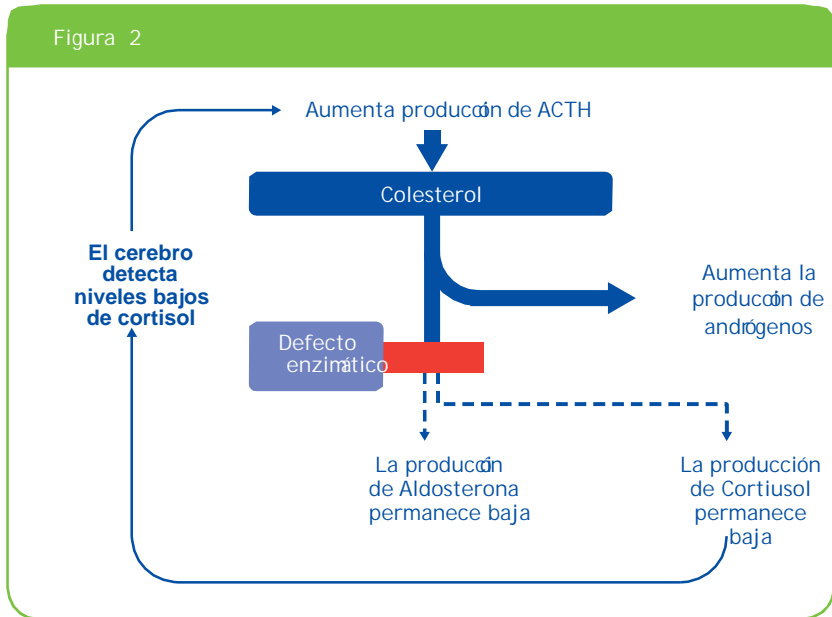 Figura 2
Aumenta producción de ACTH
Colesterol
El cerebro
detecta
niveles bajos
de cortisol
Aumenta la
producción de
andrógenos
Defecto
enzimático
La producción
de Aldosterona
permanece baja
La producción
de Cortiusol
permanece
baja